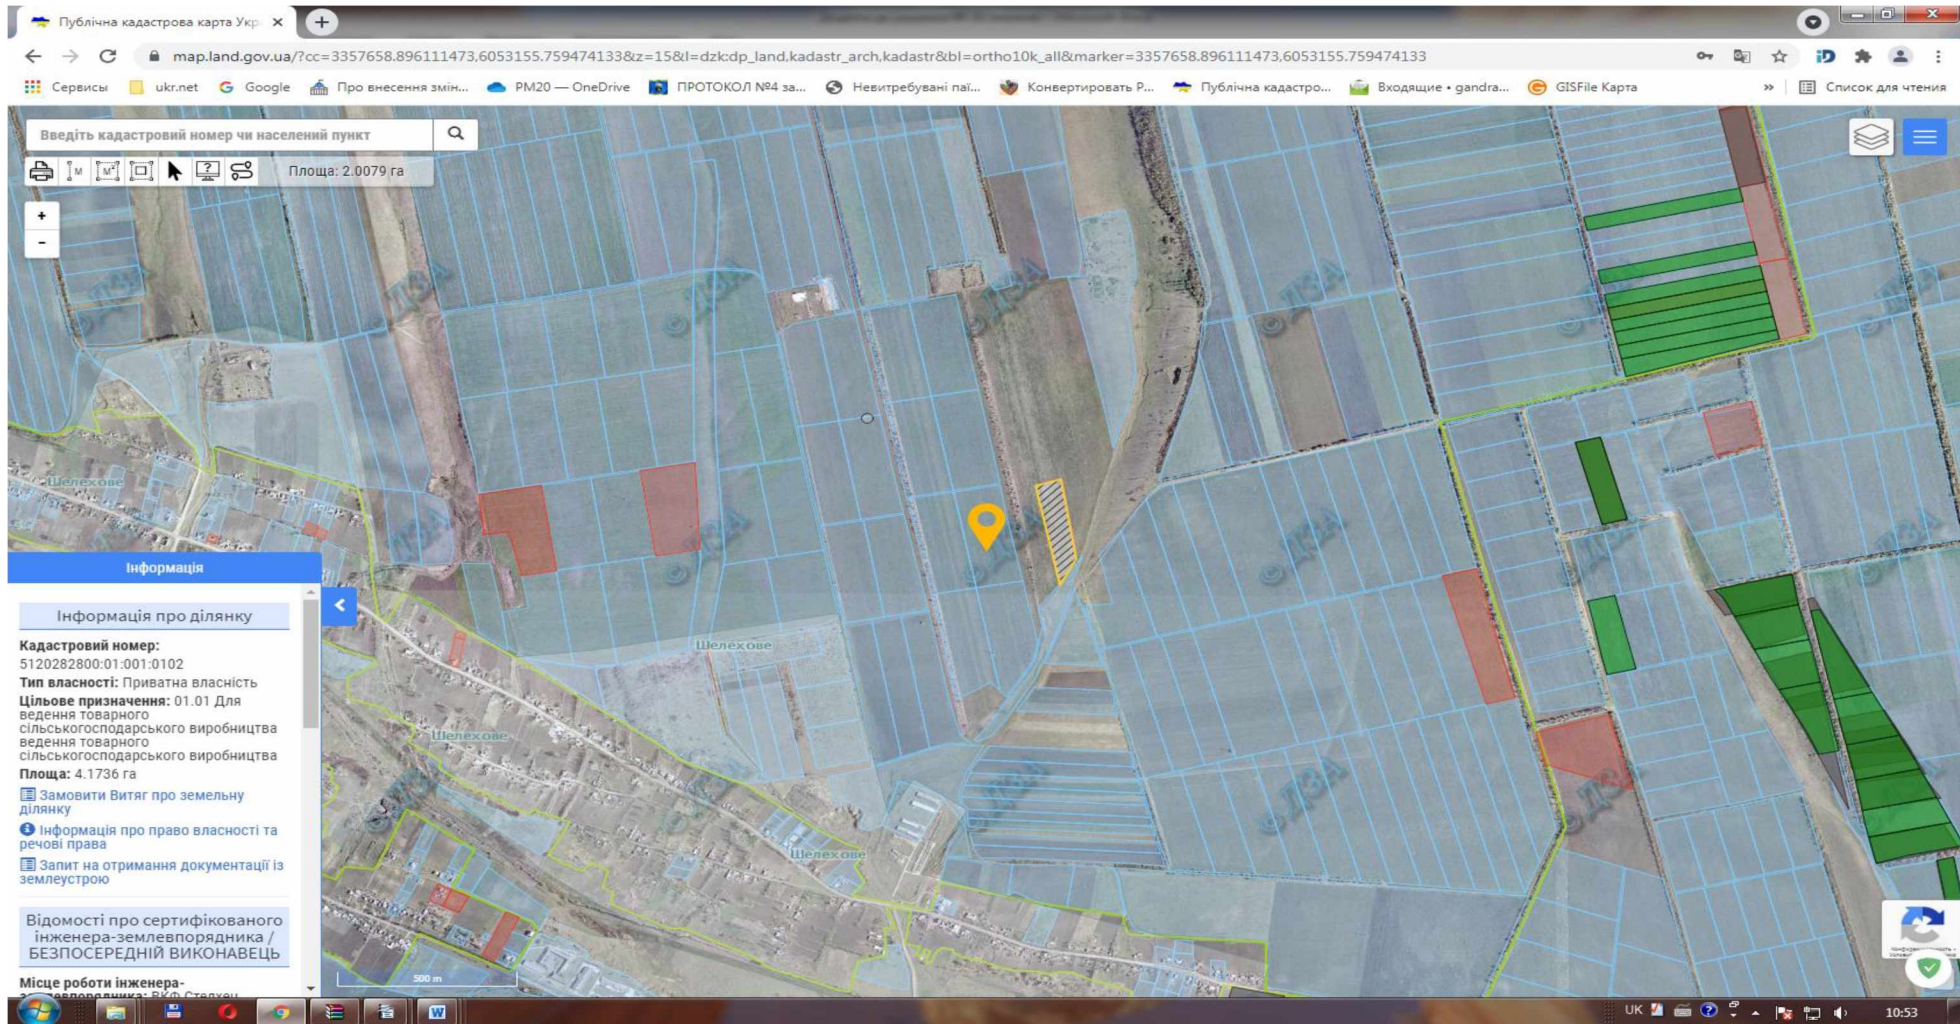 Публічна кадастрова карта Укр
map.land.gov.ua/?cc=3357658.896111473,6053155.759474133&z=15&l=dzk:dp_land,kadastr_arch,kadastr&bl=ortho10k_all&marker=3357658.896111473,6053155.759474133
Сервисы ukr.net Google Про внесення змін... PM20 — OneDrive ПРОТОКОЛ №4 за... Невитребувані паї... Конвертировать Р... Публічна кадастро... Входящие • gandra... GISFile Карта » Список для чтения
Введіть кадастровий номер чи населений пункт
Площа: 2.0079 га
+
-
© ДЗА
Шелехове
Шелехове
Шелехове
Шелехове
Інформація
Інформація про ділянку
Кадастровий номер:
5120282800:01:001:0102
Тип власності: Приватна власність
Цільове призначення: 01.01 Для
ведення товарного
сільськогосподарського виробництва
ведення товарного
сільськогосподарського виробництва
Площа: 4.1736 га
Замовити Витяг про земельну
ділянку
Інформація про право власності та
речові права
Запит на отримання документації із
землеустрою
Відомості про сертифікованого
інженера-землевпорядника /
БЕЗПОСЕРЕДНІЙ ВИКОНАВЕЦЬ
Місце роботи інженера-
500 m
UK 10:53